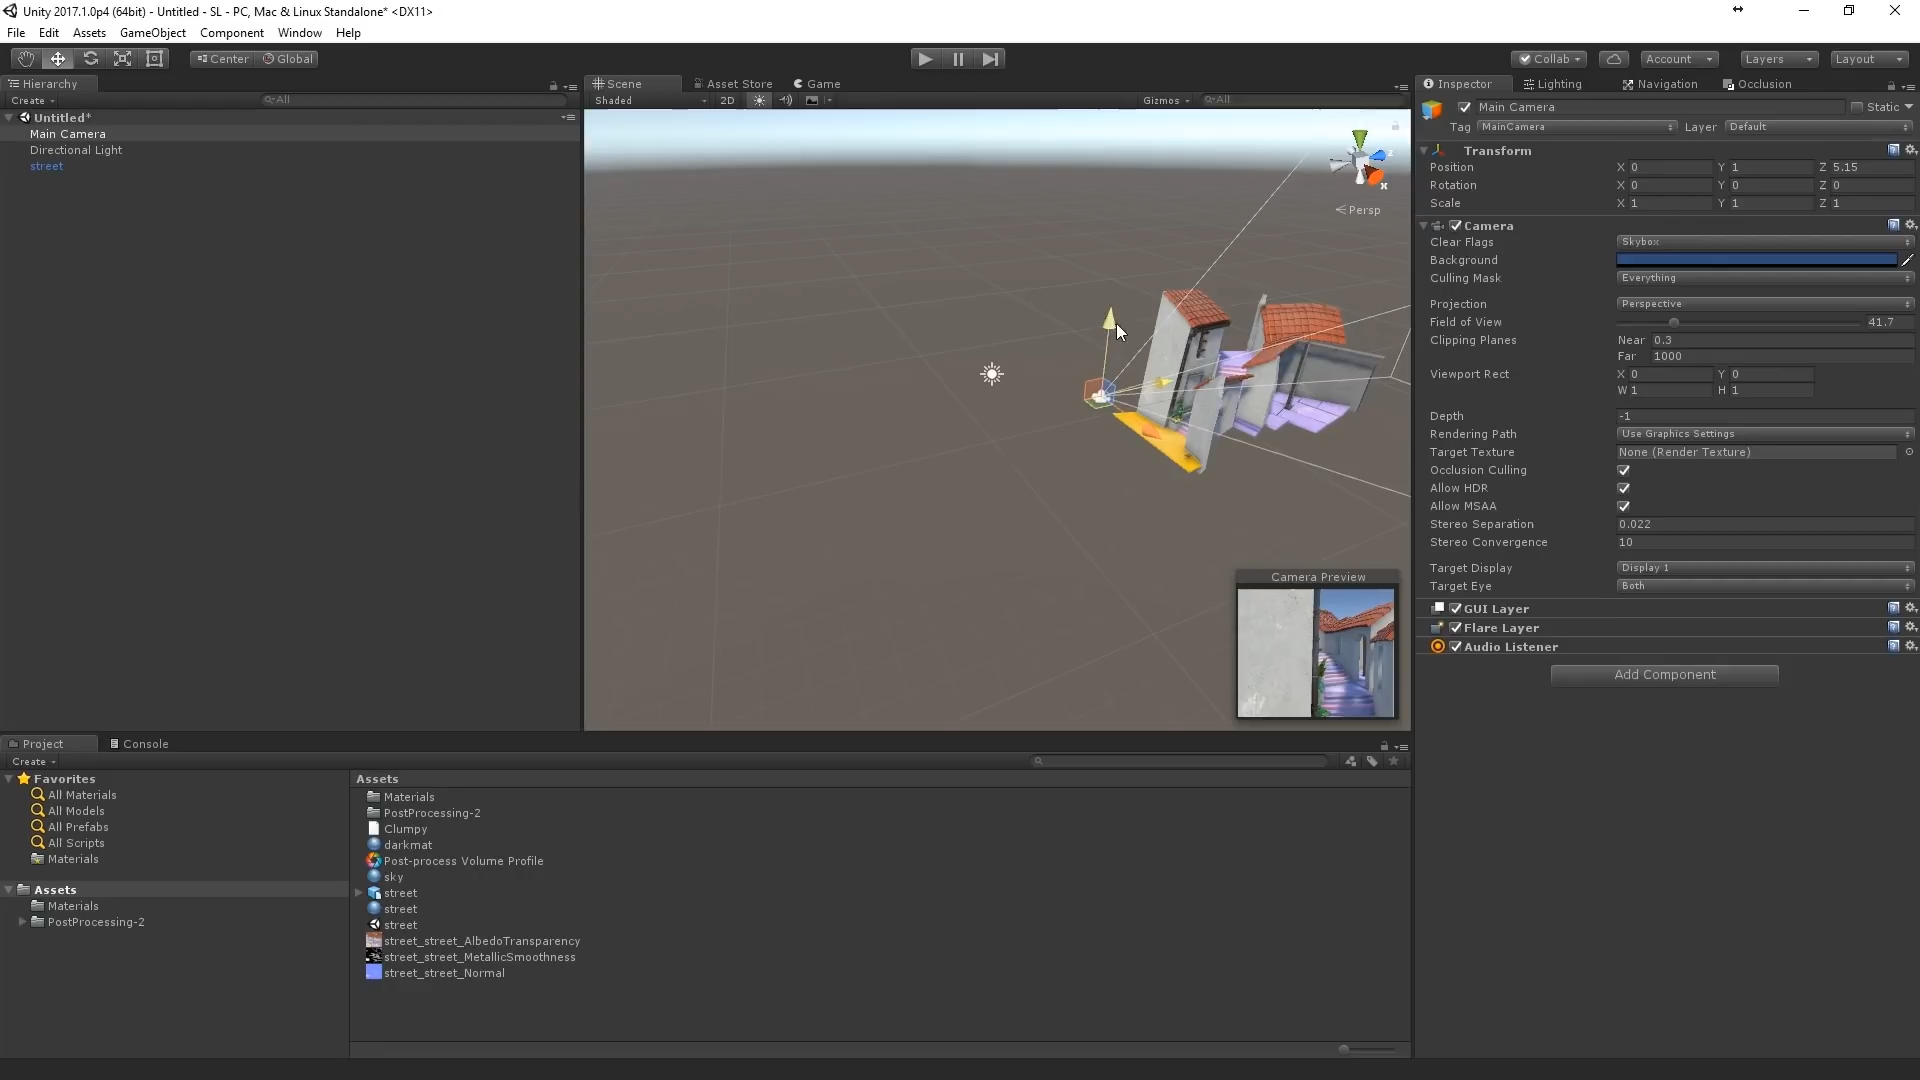 Unity 2017.1.0p4 (64bit) - Untitled - SL - PC, Mac & Linux Standalone* <DX11>
File Edit Assets GameObject Component Window Help
Center Global Collab Account Layers Layout
Hierarchy
Create All
Untitled*
Main Camera
Directional Light
street
Scene Asset Store Game
Shaded 2D Gizmos All
Persp
x
z
Camera Preview
Inspector Lighting Navigation Occlusion
Main Camera Static
Tag MainCamera Layer Default
Transform
Position X 0 Y 1 Z 5.15
Rotation X 0 Y 0 Z 0
Scale X 1 Y 1 Z 1
Camera
Clear Flags Skybox
Background
Culling Mask Everything
Projection Perspective
Field of View 41.7
Clipping Planes Near 0.3
Far 1000
Viewport Rect X 0 Y 0
W 1 H 1
Depth -1
Rendering Path Use Graphics Settings
Target Texture None (Render Texture)
Occlusion Culling
Allow HDR
Allow MSAA
Stereo Separation 0.022
Stereo Convergence 10
Target Display Display 1
Target Eye Both
GUI Layer
Flare Layer
Audio Listener
Add Component
Project Console
Create
Favorites
All Materials
All Models
All Prefabs
All Scripts
Materials
Assets
Materials
PostProcessing-2
Assets
Materials
PostProcessing-2
Clumpy
darkmat
Post-process Volume Profile
sky
street
street
street
street_street_AlbedoTransparency
street_street_MetallicSmoothness
street_street_Normal